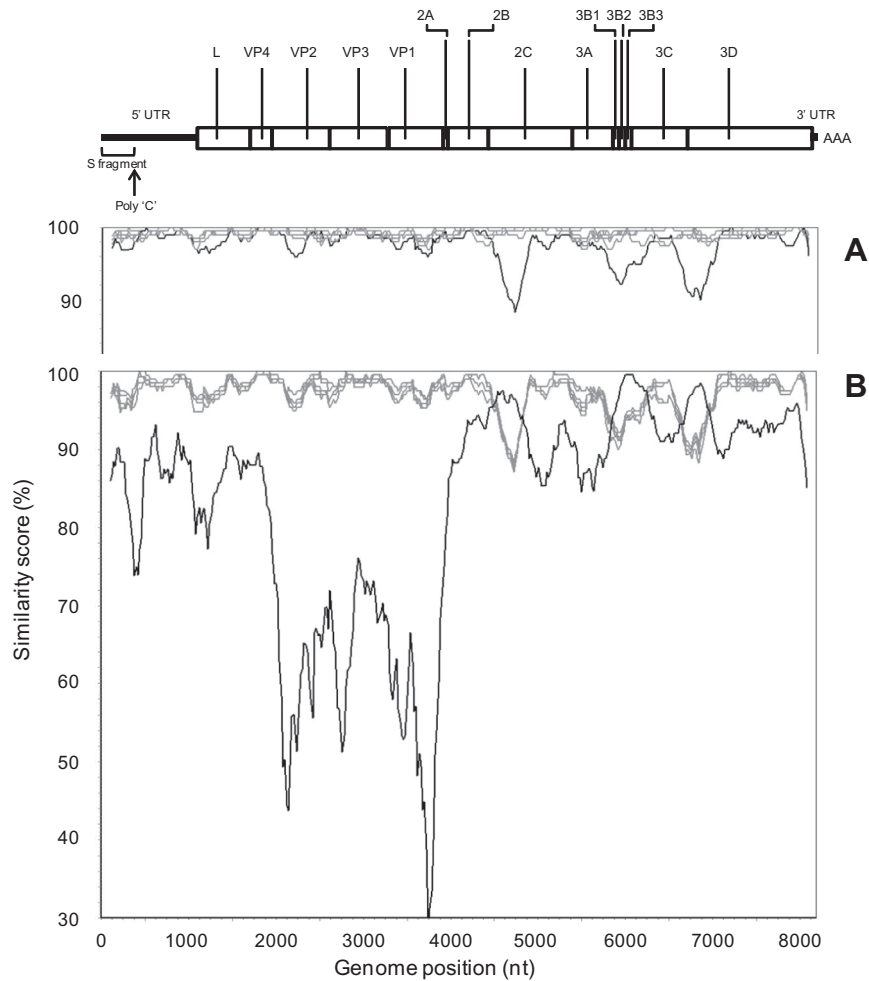 2A 2B 3B1 3B2 3B3
L VP4 VP2 VP3 VP1 2C 3A 3C 3D
5' UTR 3' UTR
AAA
S fragment
Poly 'C'
100
90
A
100
90
80
70
60
50
40
30
B
Similarity score (%)
0 1000 2000 3000 4000 5000 6000 7000 8000
Genome position (nt)